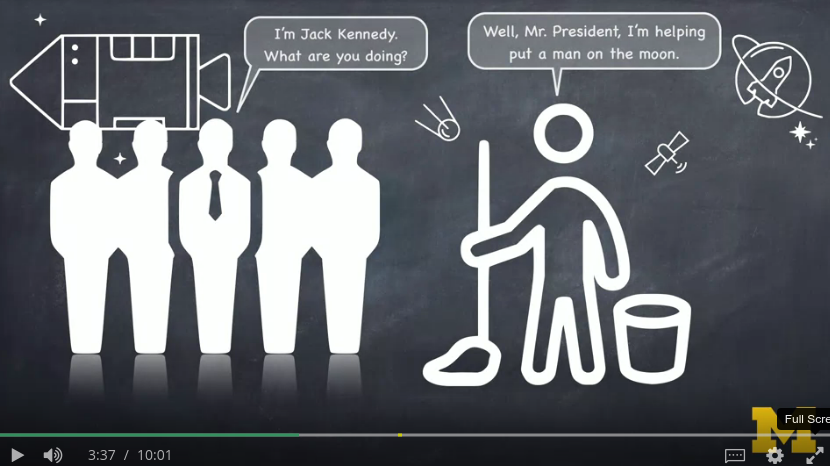 I'm Jack Kennedy.
What are you doing?
Well, Mr. President, I'm helping
put a man on the moon.
M
Full Scre
3:37 / 10:01